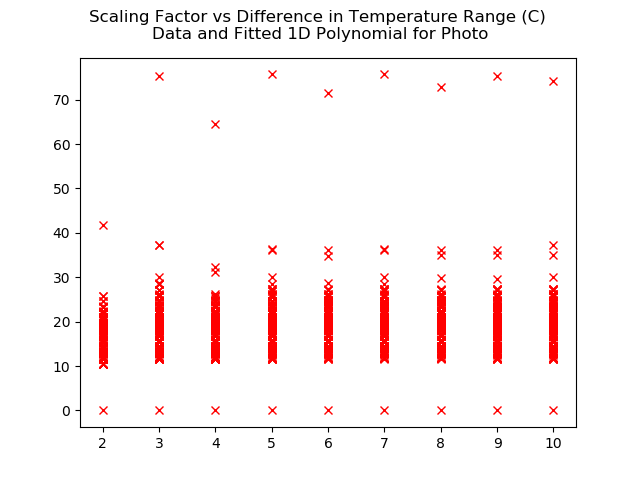 Scaling Factor vs Difference in Temperature Range (C)
Data and Fitted 1D Polynomial for Photo
70
60
50
40
30
20
10
0
2 3 4 5 6 7 8 9 10